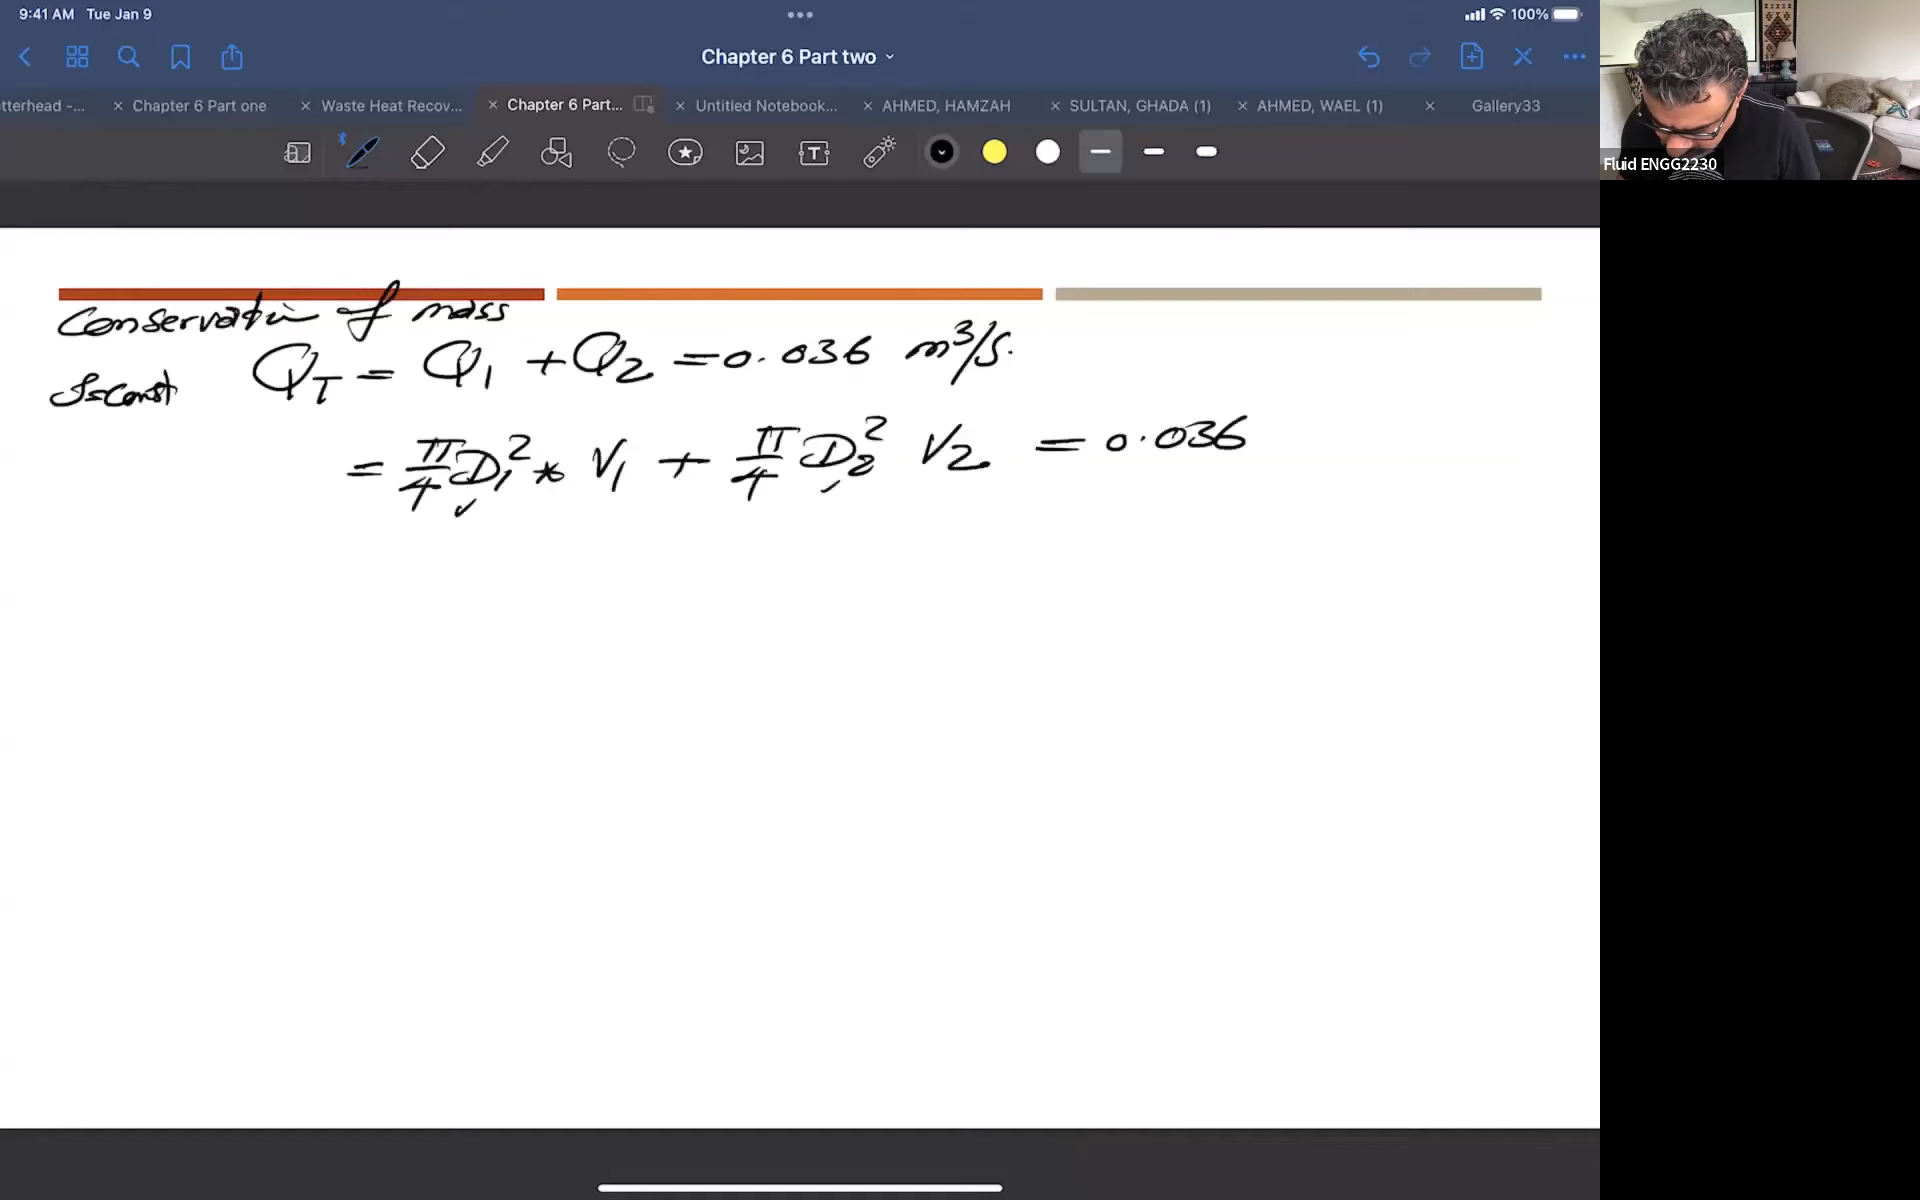 9:41 AM Tue Jan 9
100%
Chapter 6 Part two
tterhead -...
Chapter 6 Part one
Waste Heat Recov...
Chapter 6 Part...
Untitled Notebook...
AHMED, HAMZAH
SULTAN, GHADA (1)
AHMED, WAEL (1)
Gallery33
Fluid ENGG2230
Conservation of mass
Q_T = Q_1 + Q_2 = 0.036 m³/s.
ρ=const
= π/4 D_1² * V_1 + π/4 D_2² V_2 = 0.036